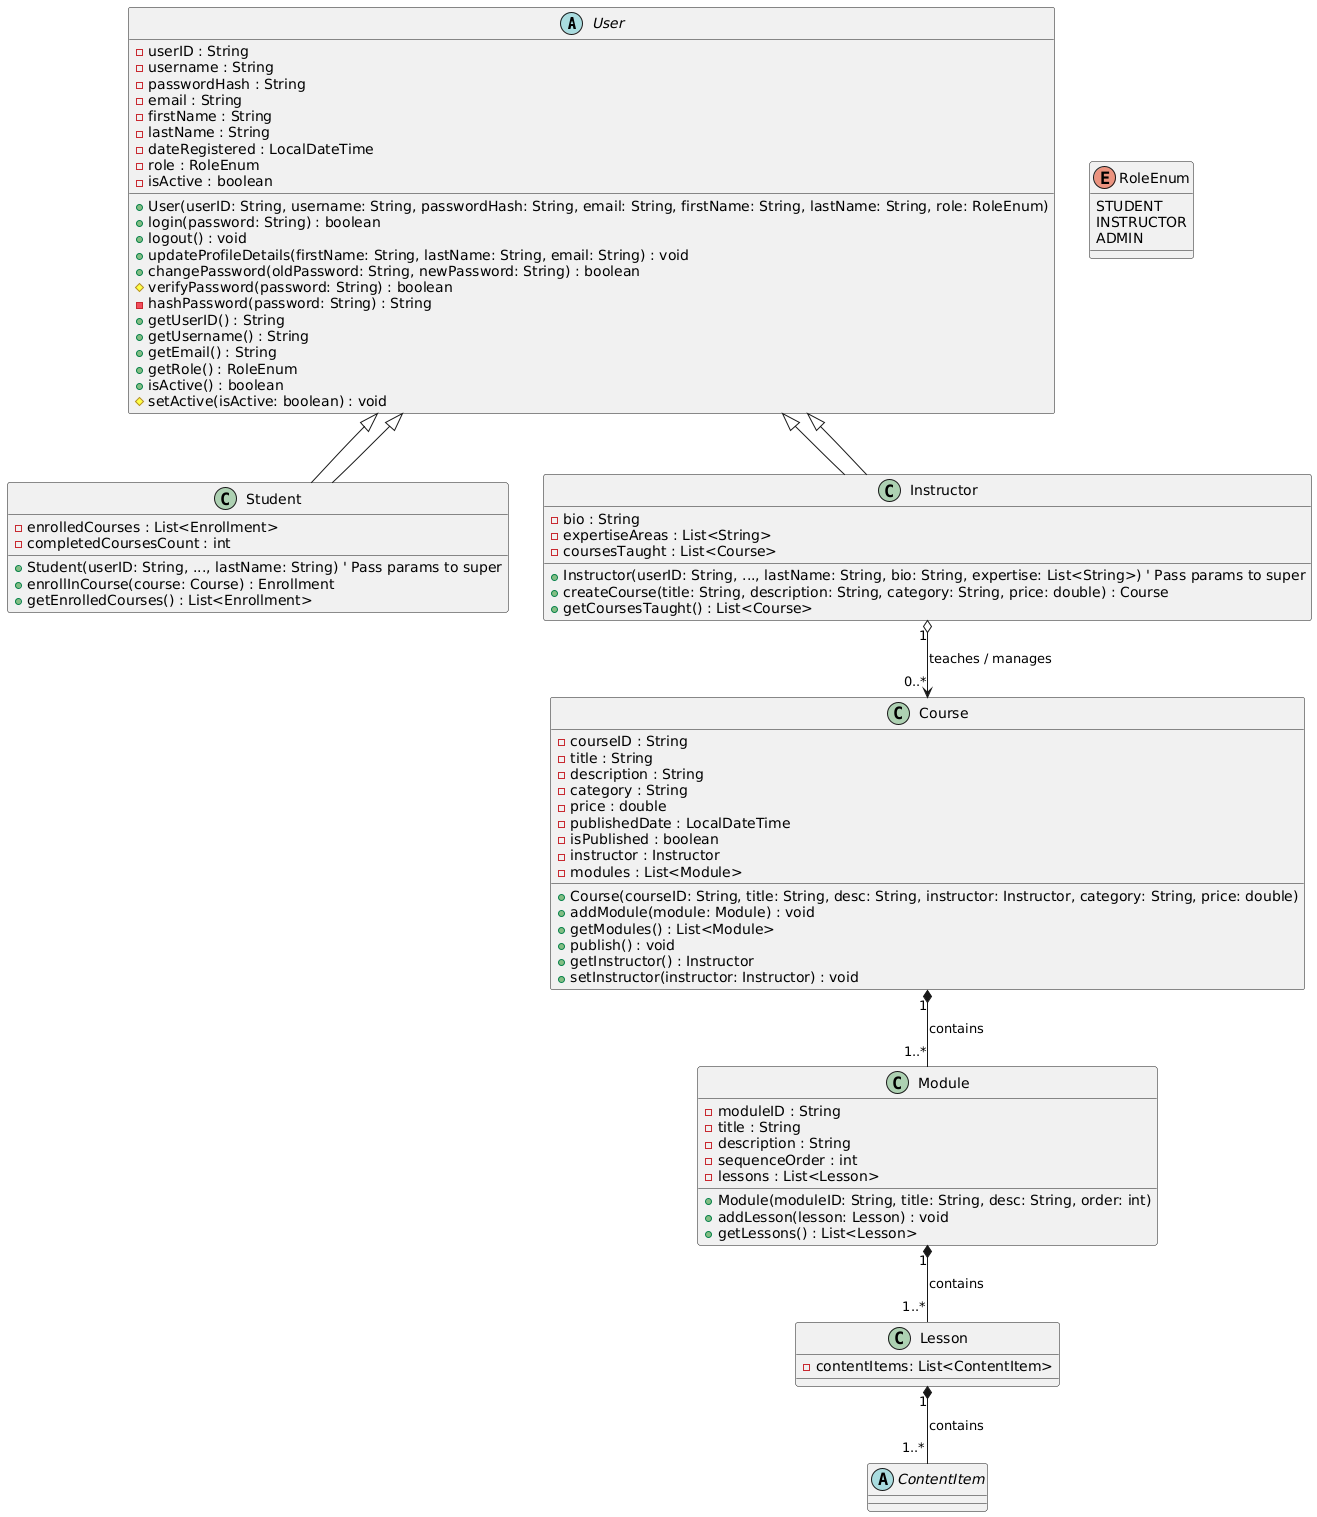 A User
userID : String
username : String
passwordHash : String
email : String
firstName : String
lastName : String
dateRegistered : LocalDateTime
role : RoleEnum
isActive : boolean
User(userID: String, username: String, passwordHash: String, email: String, firstName: String, lastName: String, role: RoleEnum)
login(password: String) : boolean
logout() : void
updateProfileDetails(firstName: String, lastName: String, email: String) : void
changePassword(oldPassword: String, newPassword: String) : boolean
verifyPassword(password: String) : boolean
hashPassword(password: String) : String
getUserID() : String
getUsername() : String
getEmail() : String
getRole() : RoleEnum
isActive() : boolean
setActive(isActive: boolean) : void
E RoleEnum
STUDENT
INSTRUCTOR
ADMIN
C Student
enrolledCourses : List<Enrollment>
completedCoursesCount : int
Student(userID: String, ..., lastName: String) ' Pass params to super
enrollInCourse(course: Course) : Enrollment
getEnrolledCourses() : List<Enrollment>
C Instructor
bio : String
expertiseAreas : List<String>
coursesTaught : List<Course>
Instructor(userID: String, ..., lastName: String, bio: String, expertise: List<String>) ' Pass params to super
createCourse(title: String, description: String, category: String, price: double) : Course
getCoursesTaught() : List<Course>
1
teaches / manages
0..*
C Course
courseID : String
title : String
description : String
category : String
price : double
publishedDate : LocalDateTime
isPublished : boolean
instructor : Instructor
modules : List<Module>
Course(courseID: String, title: String, desc: String, instructor: Instructor, category: String, price: double)
addModule(module: Module) : void
getModules() : List<Module>
publish() : void
getInstructor() : Instructor
setInstructor(instructor: Instructor) : void
1
contains
1..*
C Module
moduleID : String
title : String
description : String
sequenceOrder : int
lessons : List<Lesson>
Module(moduleID: String, title: String, desc: String, order: int)
addLesson(lesson: Lesson) : void
getLessons() : List<Lesson>
1
contains
1..*
C Lesson
contentItems: List<ContentItem>
1
contains
1..*
A ContentItem